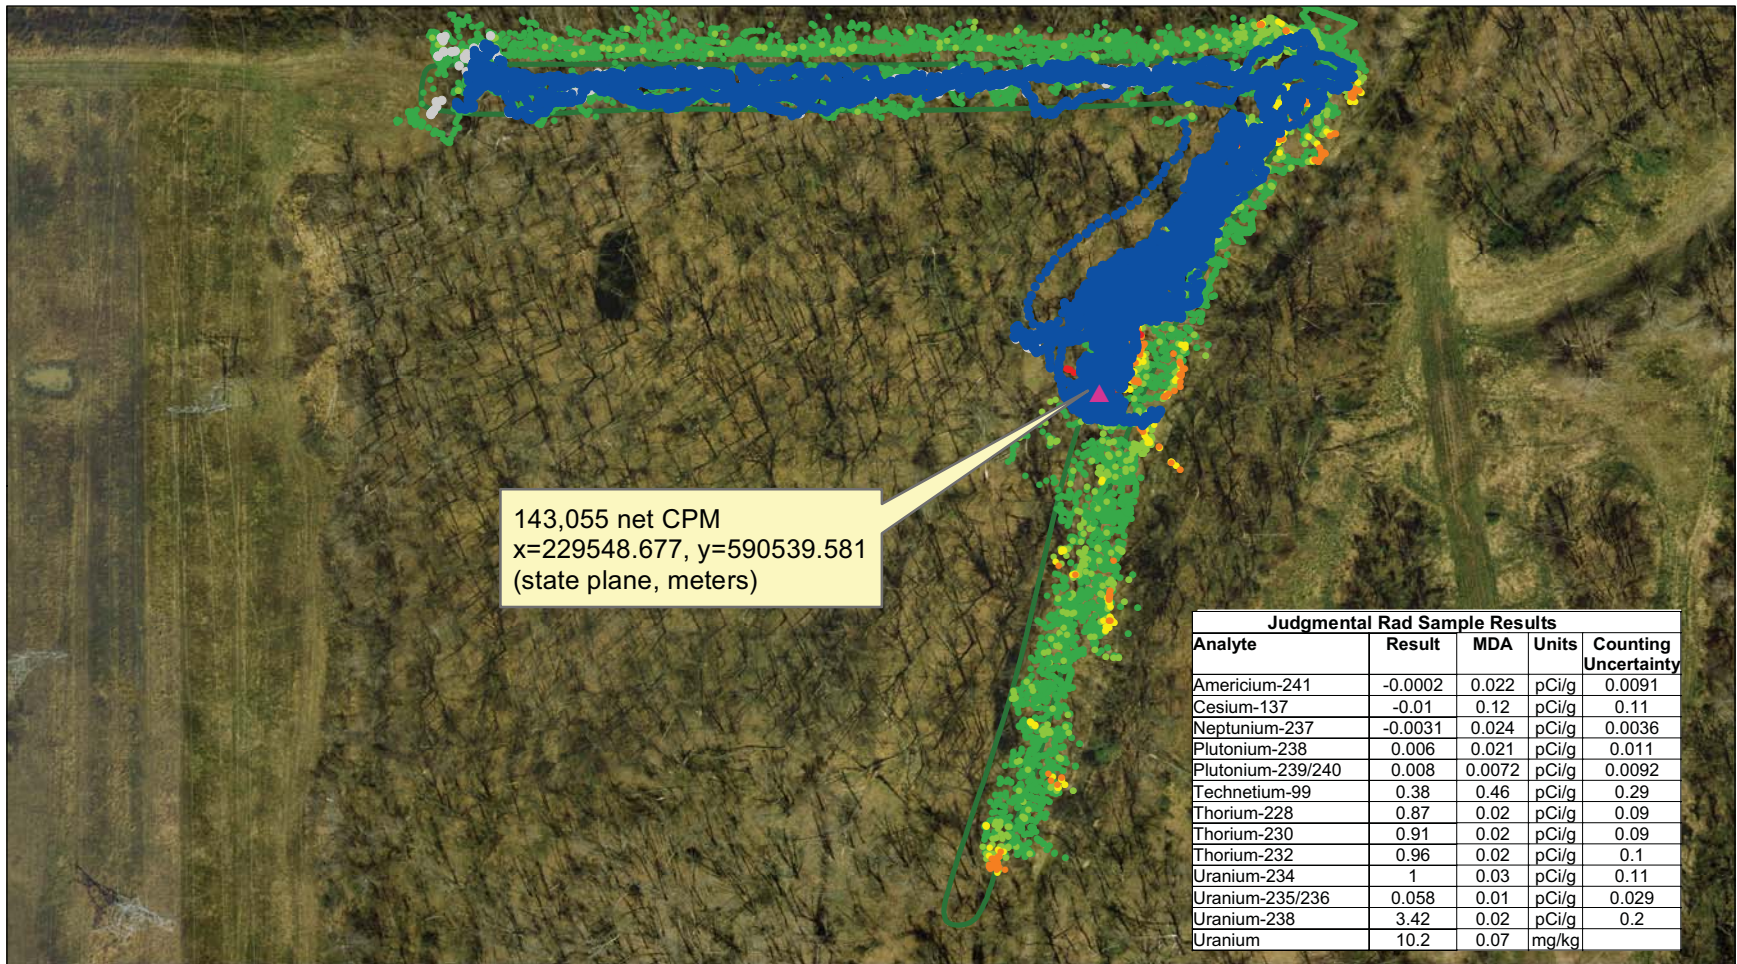 143,055 net CPM
x=229548.677, y=590539.581
(state plane, meters)
Judgmental Rad Sample Results
Analyte Result MDA Units Counting Uncertainty
Americium-241 -0.0002 0.022 pCi/g 0.0091
Cesium-137 -0.01 0.12 pCi/g 0.11
Neptunium-237 -0.0031 0.024 pCi/g 0.0036
Plutonium-238 0.006 0.021 pCi/g 0.011
Plutonium-239/240 0.008 0.0072 pCi/g 0.0092
Technetium-99 0.38 0.46 pCi/g 0.29
Thorium-228 0.87 0.02 pCi/g 0.09
Thorium-230 0.91 0.02 pCi/g 0.09
Thorium-232 0.96 0.02 pCi/g 0.1
Uranium-234 1 0.03 pCi/g 0.11
Uranium-235/236 0.058 0.01 pCi/g 0.029
Uranium-238 3.42 0.02 pCi/g 0.2
Uranium 10.2 0.07 mg/kg